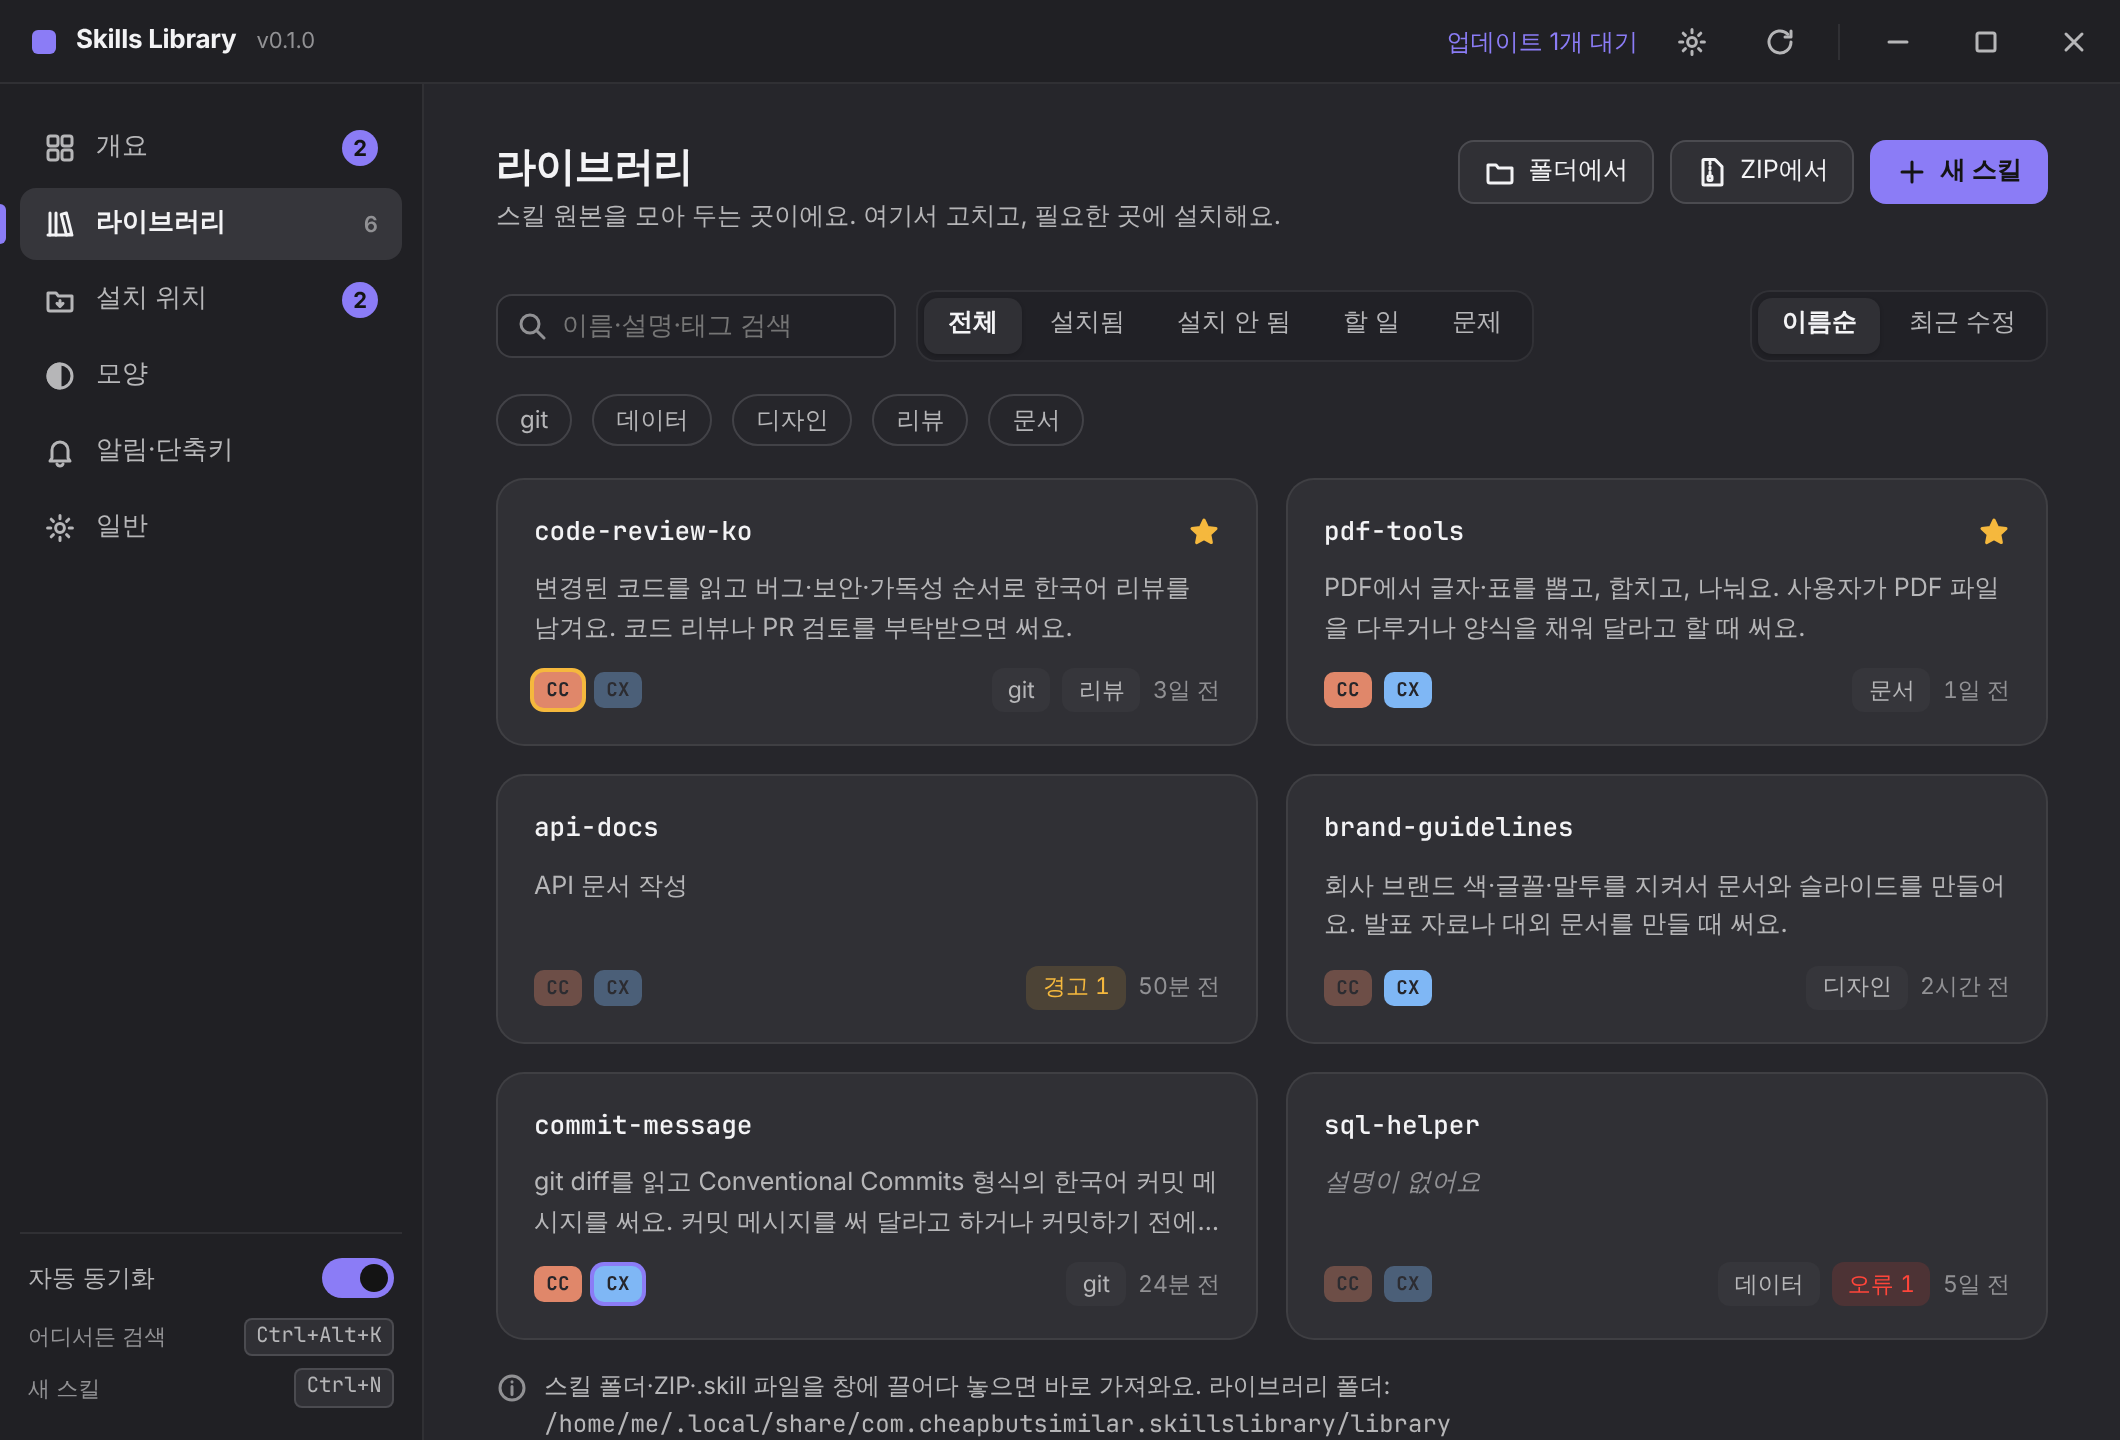 Skills Library v0.1.0
업데이트 1개 대기
개요 2
라이브러리 6
설치 위치 2
모양
알림·단축키
일반
자동 동기화
어디서든 검색 Ctrl+Alt+K
새 스킬 Ctrl+N
라이브러리
스킬 원본을 모아 두는 곳이에요. 여기서 고치고, 필요한 곳에 설치해요.
폴더에서
ZIP에서
새 스킬
이름·설명·태그 검색
전체 설치됨 설치 안 됨 할 일 문제
이름순 최근 수정
git 데이터 디자인 리뷰 문서
code-review-ko
변경된 코드를 읽고 버그·보안·가독성 순서로 한국어 리뷰를
남겨요. 코드 리뷰나 PR 검토를 부탁받으면 써요.
CC CX git 리뷰 3일 전
pdf-tools
PDF에서 글자·표를 뽑고, 합치고, 나눠요. 사용자가 PDF 파일
을 다루거나 양식을 채워 달라고 할 때 써요.
CC CX 문서 1일 전
api-docs
API 문서 작성
CC CX 경고 1 50분 전
brand-guidelines
회사 브랜드 색·글꼴·말투를 지켜서 문서와 슬라이드를 만들어
요. 발표 자료나 대외 문서를 만들 때 써요.
CC CX 디자인 2시간 전
commit-message
git diff를 읽고 Conventional Commits 형식의 한국어 커밋 메
시지를 써요. 커밋 메시지를 써 달라고 하거나 커밋하기 전에...
CC CX git 24분 전
sql-helper
설명이 없어요
CC CX 데이터 오류 1 5일 전
스킬 폴더·ZIP·.skill 파일을 창에 끌어다 놓으면 바로 가져와요. 라이브러리 폴더:
/home/me/.local/share/com.cheapbutsimilar.skillslibrary/library